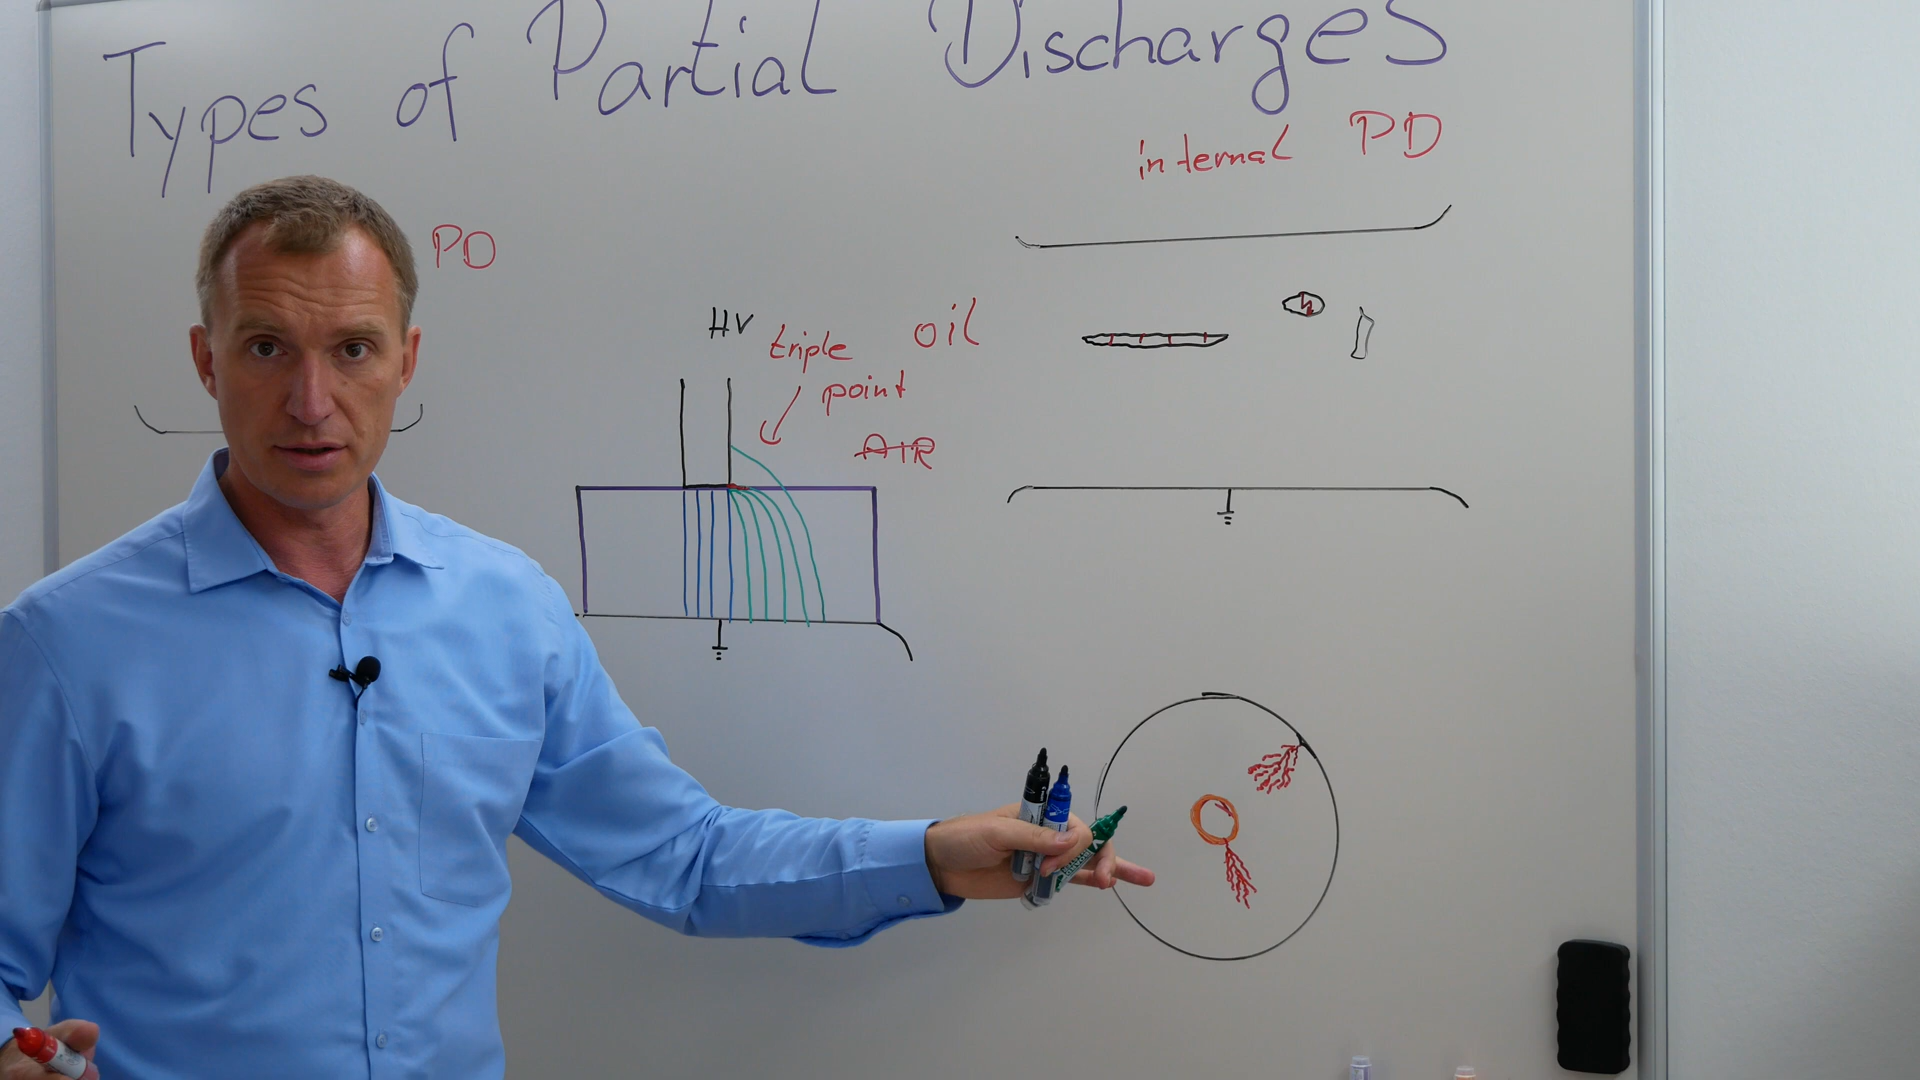 Types of Partial Discharges
internal PD
PD
HV
triple
point
oil
AIR